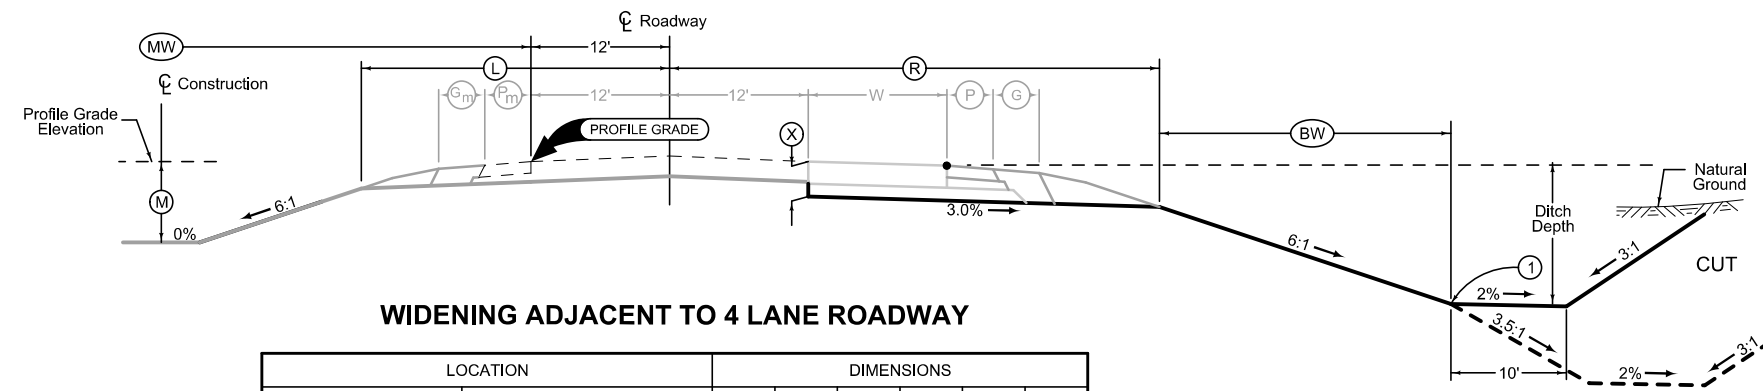 ℄ Roadway
MW
12'
L
R
℄ Construction
Gm
Pm
12'
12'
W
P
G
Profile Grade
Elevation
PROFILE GRADE
X
BW
Natural
Ground
M
6:1
0%
3.0%
Ditch
Depth
6:1
3:1
CUT
1
2%
WIDENING ADJACENT TO 4 LANE ROADWAY
3.5:1
3:1
LOCATION
DIMENSIONS
10'
2%